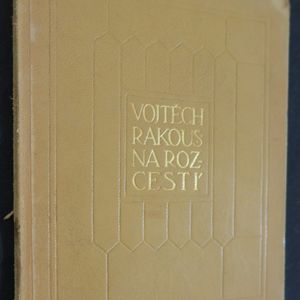 VOJTĚCH
RAKOUS
NA ROZ-
CESTÍ